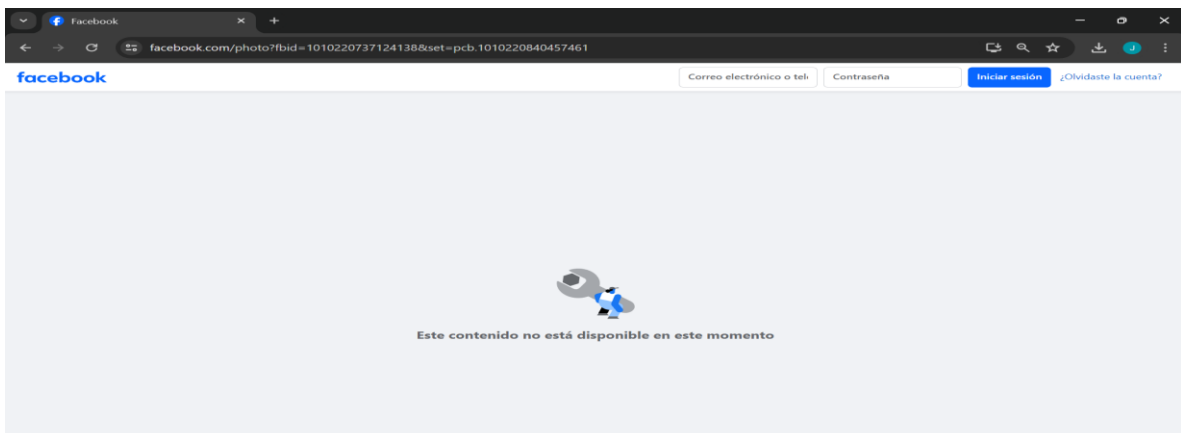 Facebook
facebook.com/photo?fbid=1010220737124138&set=pcb.1010220840457461
J
facebook
Correo electrónico o tel
Contraseña
Iniciar sesión
¿Olvidaste la cuenta?
Este contenido no está disponible en este momento